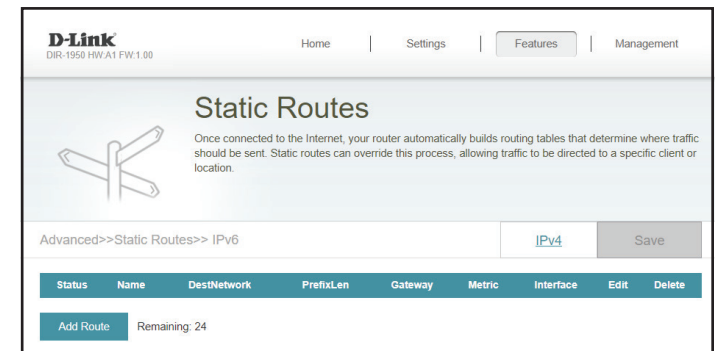 D-Link
DIR-1950 HW:A1 FW:1.00
Home | Settings | Features | Management
Static Routes
Once connected to the Internet, your router automatically builds routing tables that determine where traffic
should be sent. Static routes can override this process, allowing traffic to be directed to a specific client or
location.
Advanced>>Static Routes>> IPv6
IPv4
Save
Status Name DestNetwork PrefixLen Gateway Metric Interface Edit Delete
Add Route Remaining: 24